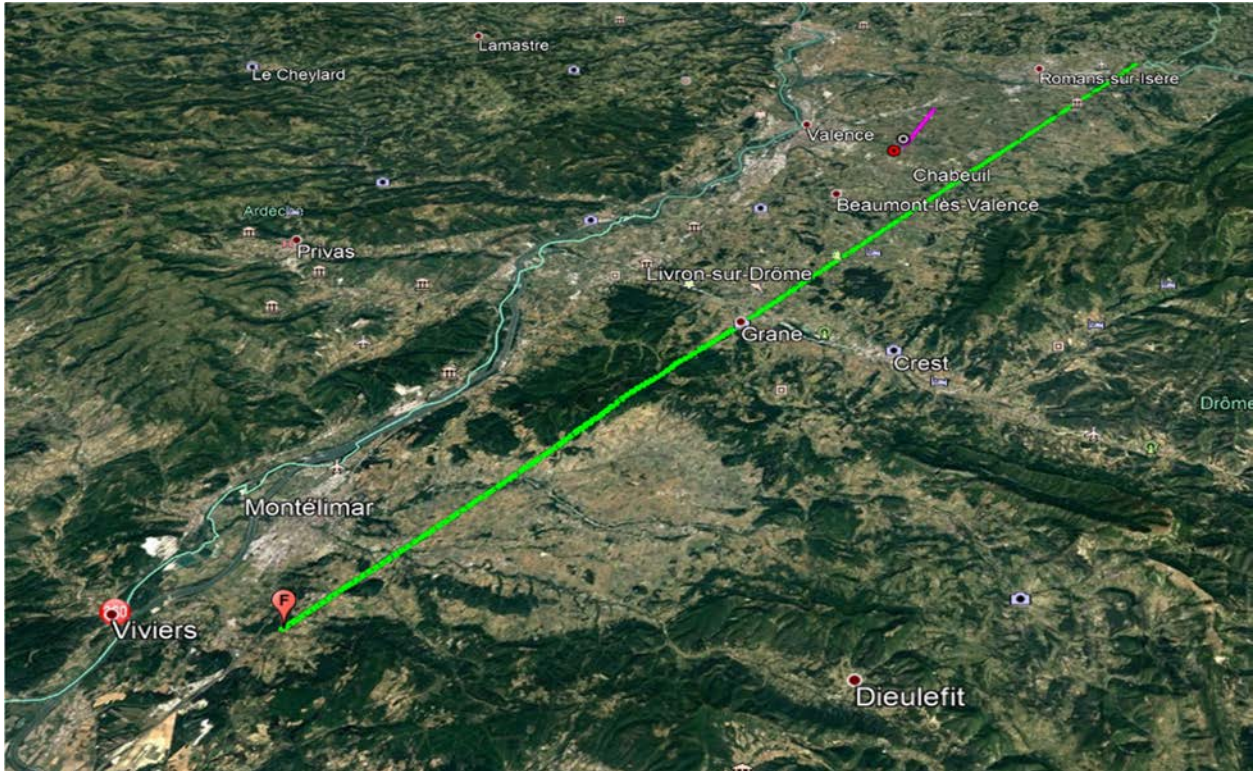 Lamastre
Le Cheylard
Romans-sur-Isère
Valence
Chabeuil
Ardèche
Beaumont-lès-Valence
Privas
Livron-sur-Drôme
Grane
Crest
Drôme
Montélimar
F
Viviers
Dieulefit